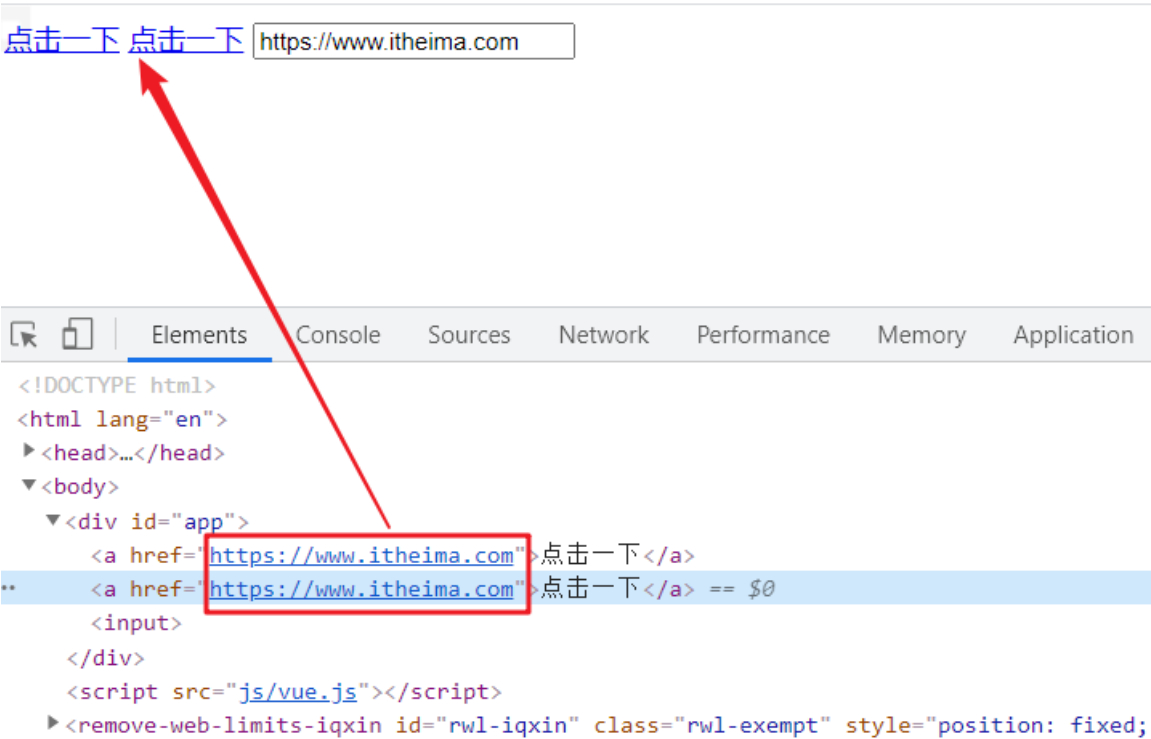 点击一下 点击一下 https://www.itheima.com
Elements Console Sources Network Performance Memory Application
<!DOCTYPE html>
<html lang="en">
<head>…</head>
<body>
<div id="app">
<a href="https://www.itheima.com">点击一下</a>
<a href="https://www.itheima.com">点击一下</a> == $0
<input>
</div>
<script src="js/vue.js"></script>
<remove-web-limits-iqxin id="rwl-iqxin" class="rwl-exempt" style="position: fixed;